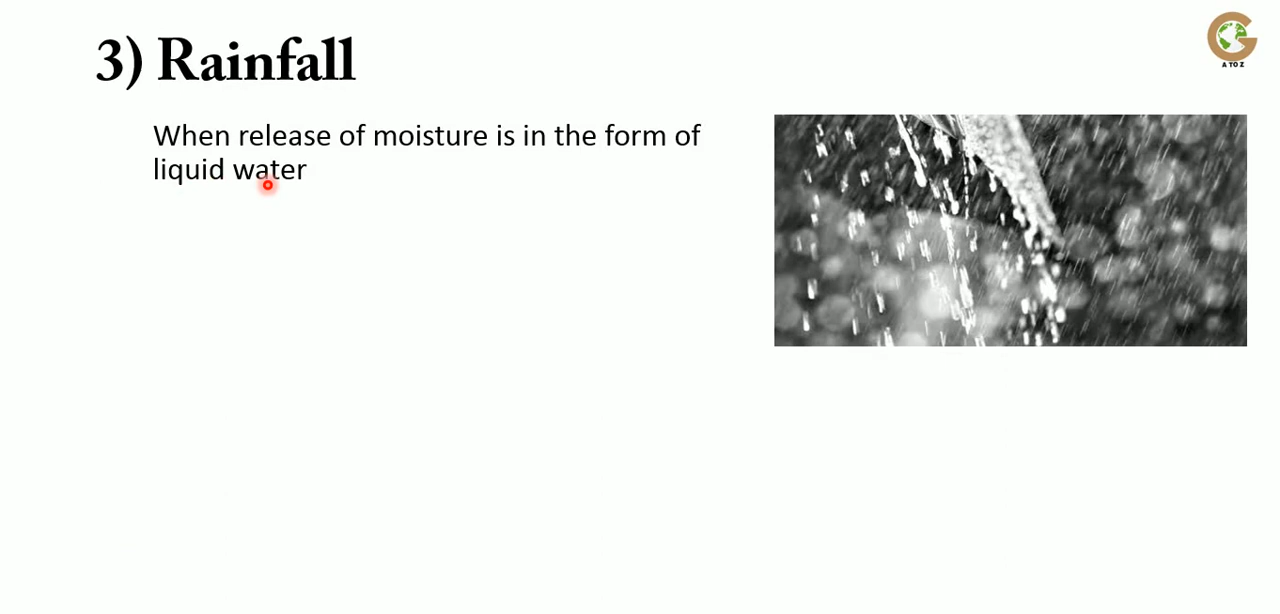 3) Rainfall
When release of moisture is in the form of
liquid water
A TO Z